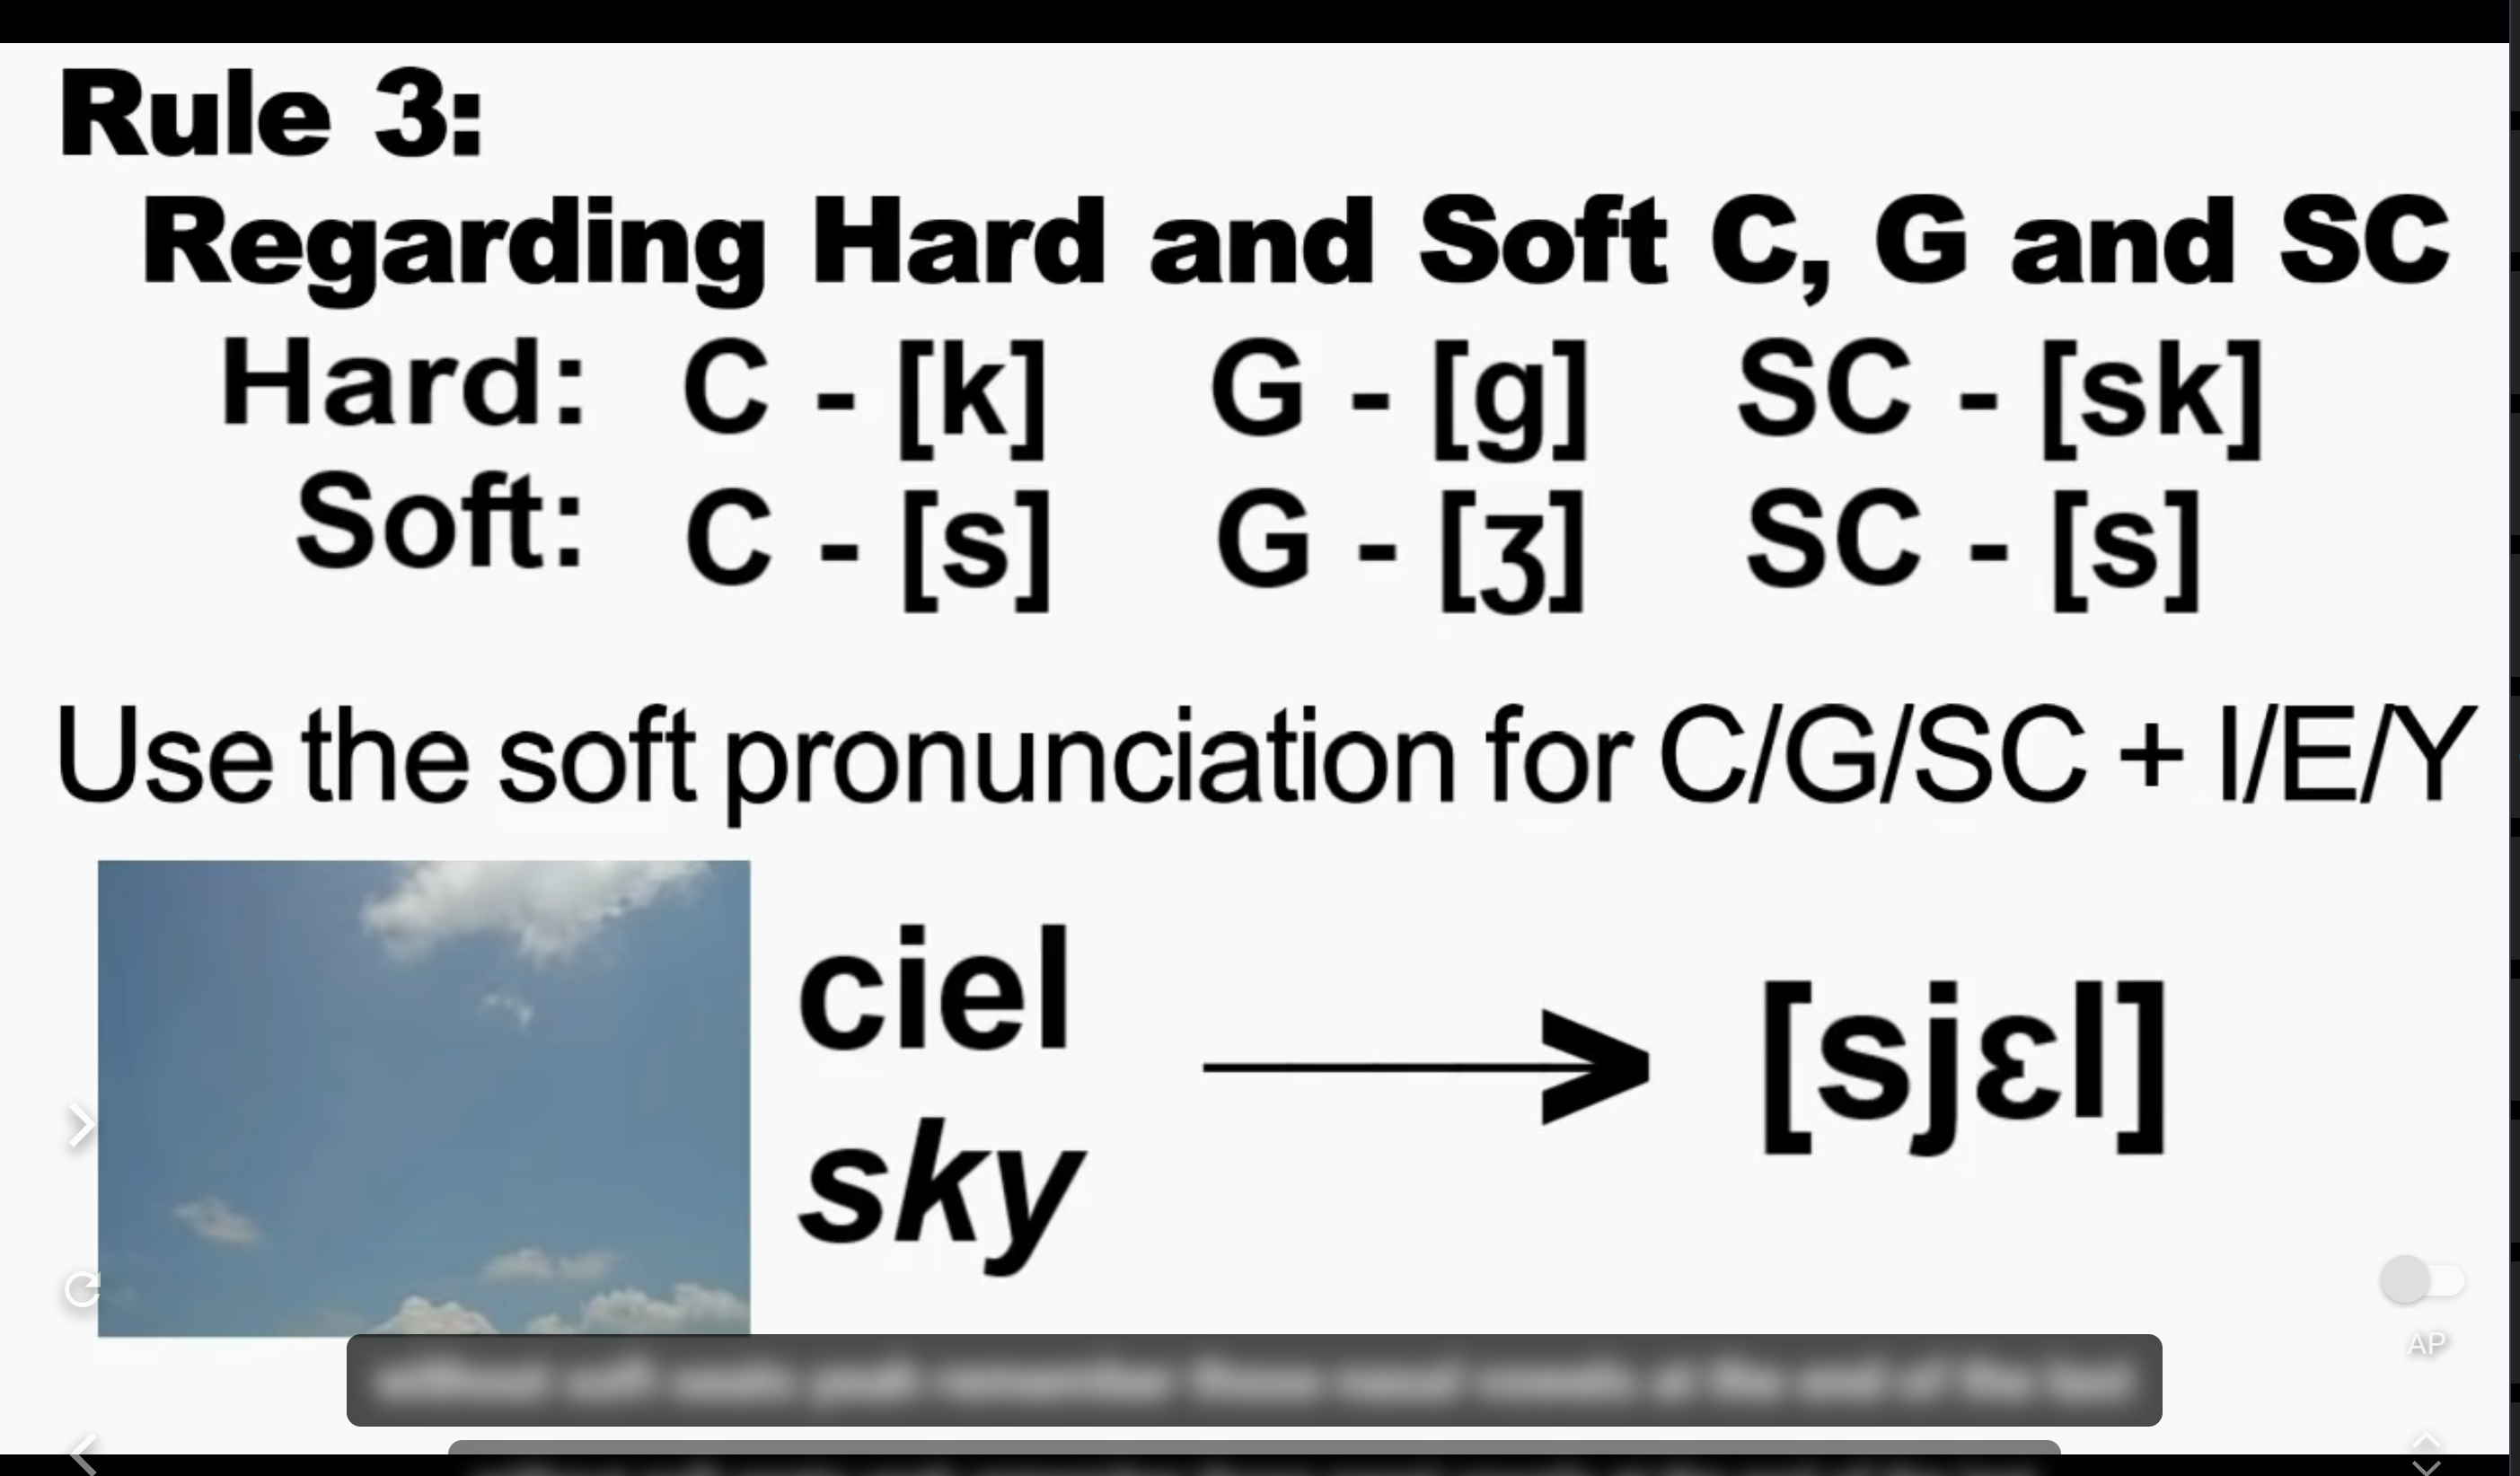 Rule 3:
Regarding Hard and Soft C, G and SC
Hard: C - [k] G - [g] SC - [sk]
Soft: C - [s] G - [ʒ] SC - [s]
Use the soft pronunciation for C/G/SC + I/E/Y
ciel
sky
[sjɛl]
AP